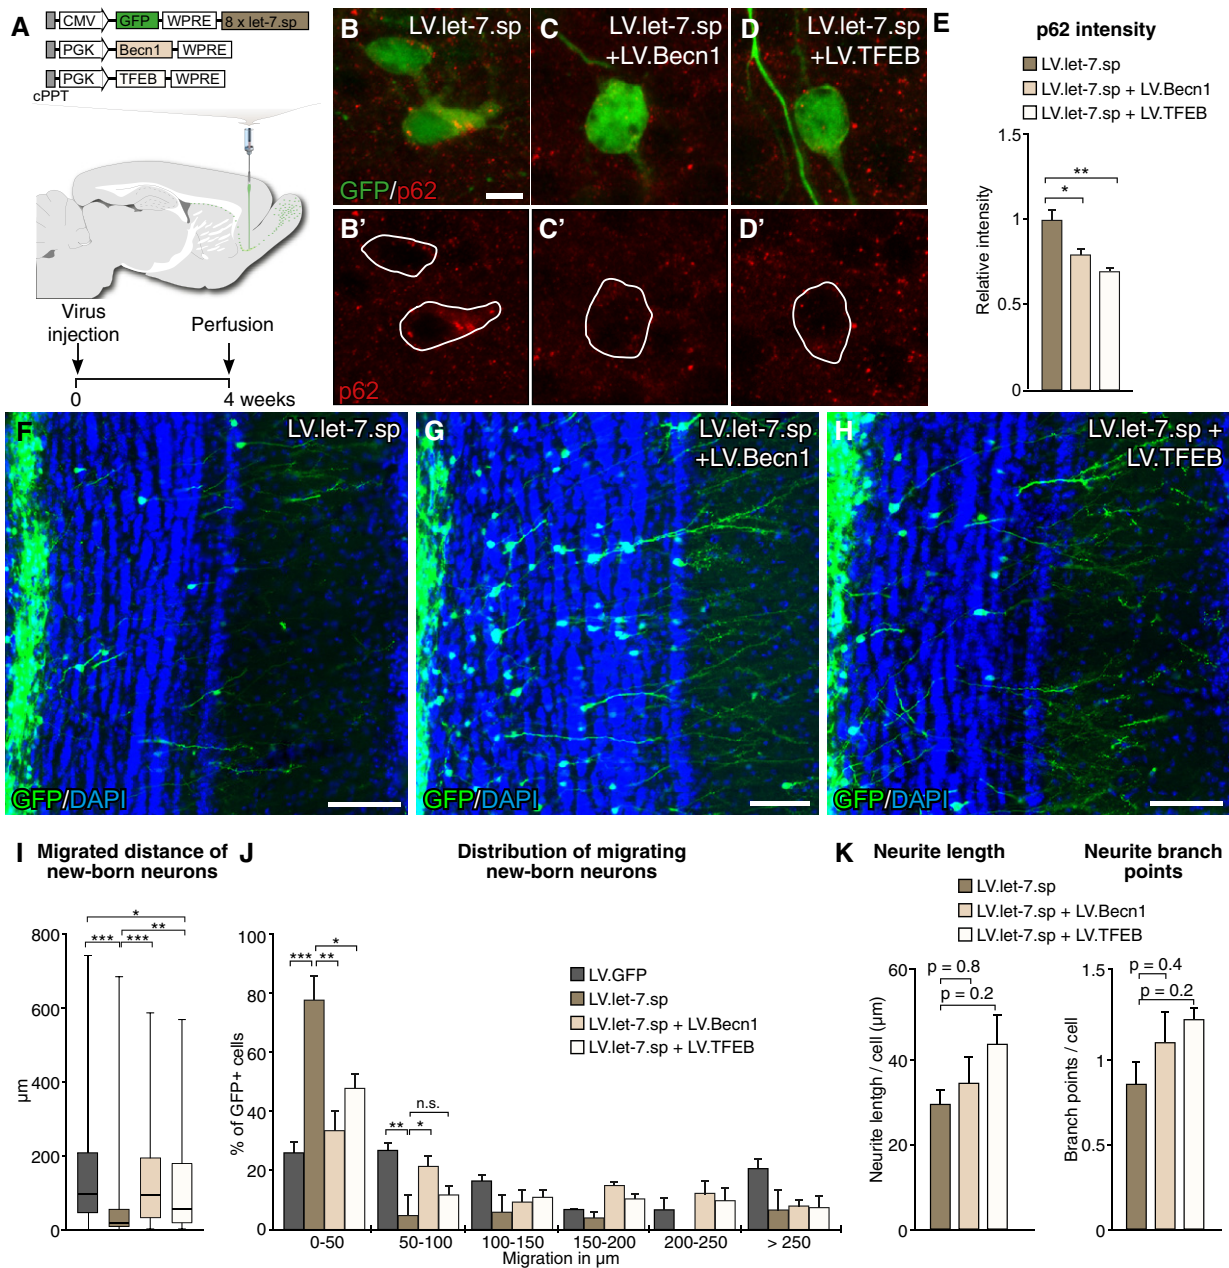 A
CMV GFP WPRE 8 x let-7.sp
PGK Becn1 WPRE
PGK TFEB WPRE
cPPT
Virus
injection
Perfusion
0 4 weeks
B LV.let-7.sp
GFP/p62
C LV.let-7.sp
+LV.Becn1
D LV.let-7.sp
+LV.TFEB
B'
p62
C'
D'
E
p62 intensity
LV.let-7.sp
LV.let-7.sp + LV.Becn1
LV.let-7.sp + LV.TFEB
Relative intensity
1.5
1
0.5
0
**
*
F LV.let-7.sp
GFP/DAPI
G LV.let-7.sp
+LV.Becn1
GFP/DAPI
H LV.let-7.sp +
LV.TFEB
GFP/DAPI
I Migrated distance of
new-born neurons
µm
800
600
400
200
0
*
**
*** ***
J Distribution of migrating
new-born neurons
% of GFP+ cells
100
80
60
40
20
0
*
*** **
n.s.
** *
LV.GFP
LV.let-7.sp
LV.let-7.sp + LV.Becn1
LV.let-7.sp + LV.TFEB
0-50 50-100 100-150 150-200 200-250 > 250
Migration in µm
K Neurite length
Neurite branch
points
LV.let-7.sp
LV.let-7.sp + LV.Becn1
LV.let-7.sp + LV.TFEB
Neurite lentgh / cell (µm)
60
40
20
0
p = 0.8
p = 0.2
Branch points / cell
1.5
1
0.5
0
p = 0.4
p = 0.2